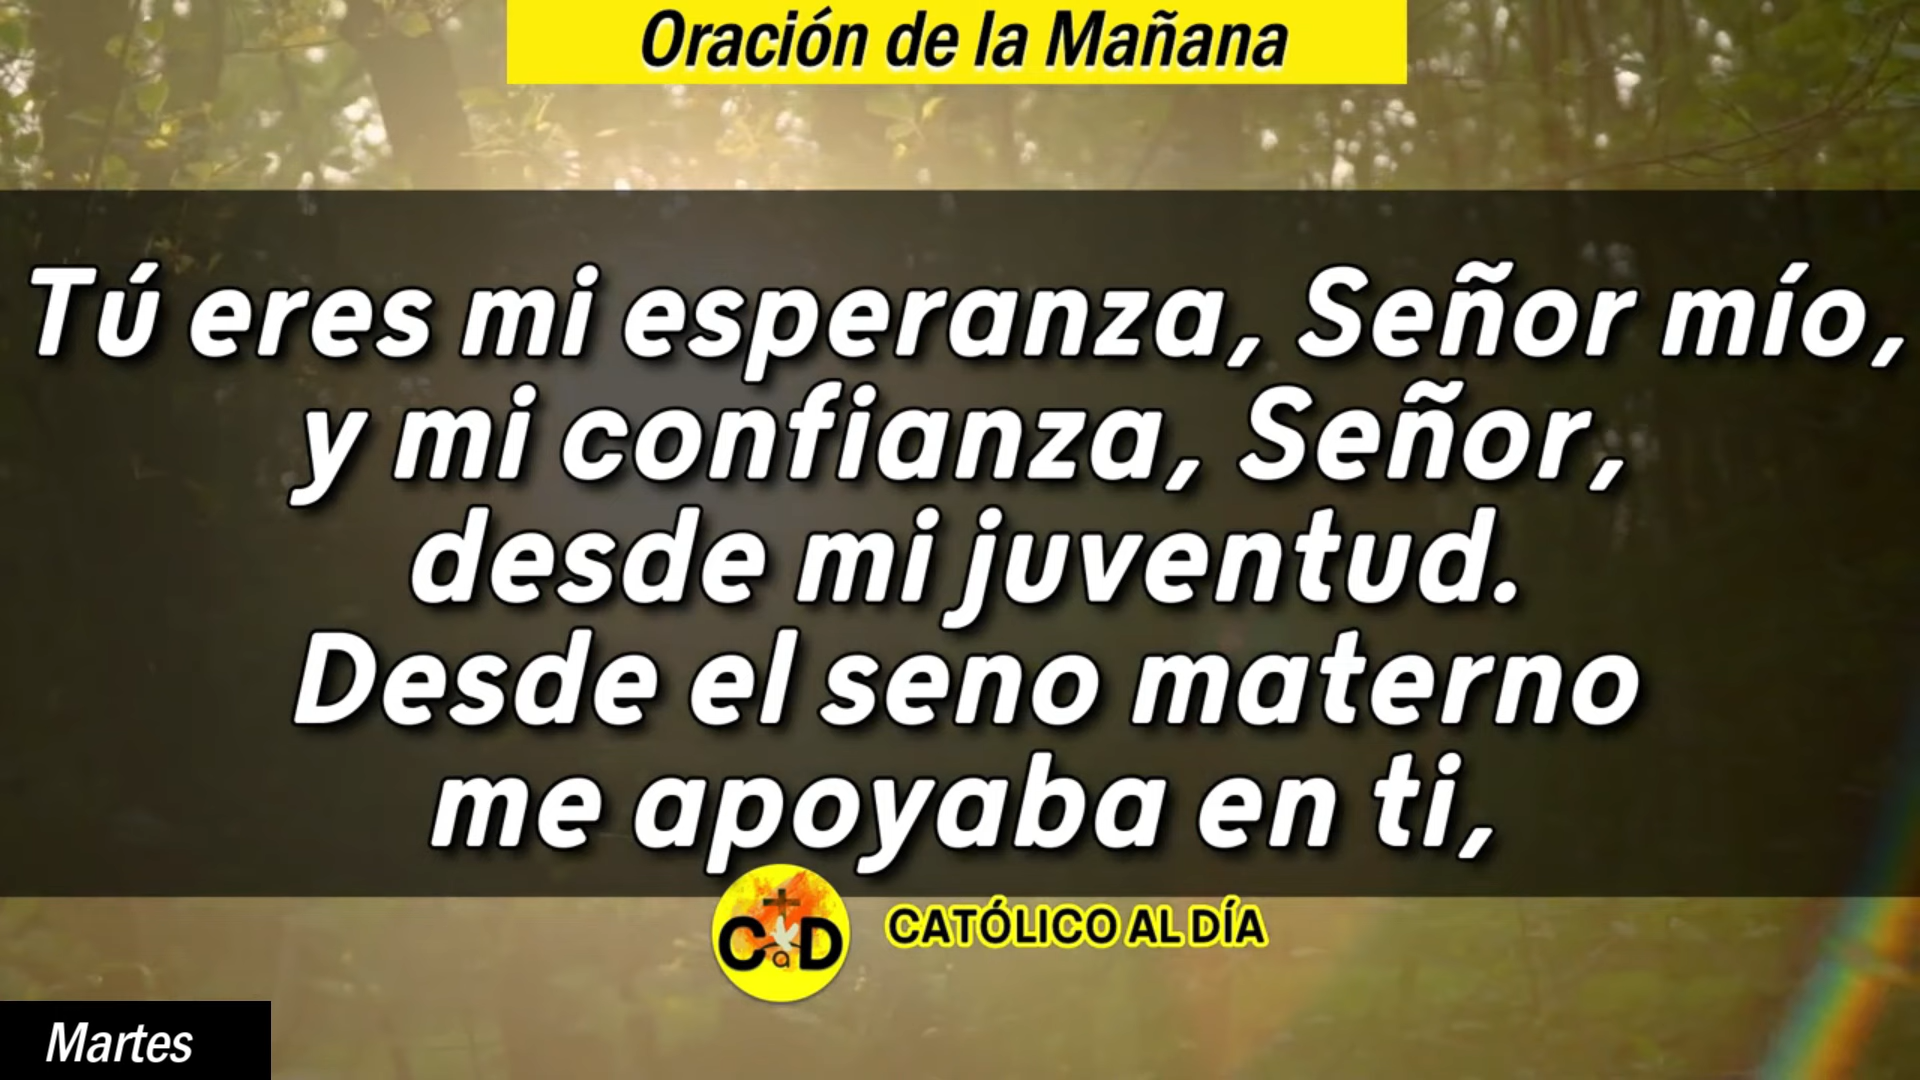 Oración de la Mañana
Tú eres mi esperanza, Señor mío,
y mi confianza, Señor,
desde mi juventud.
Desde el seno materno
me apoyaba en ti,
CaD
CATÓLICO AL DÍA
Martes